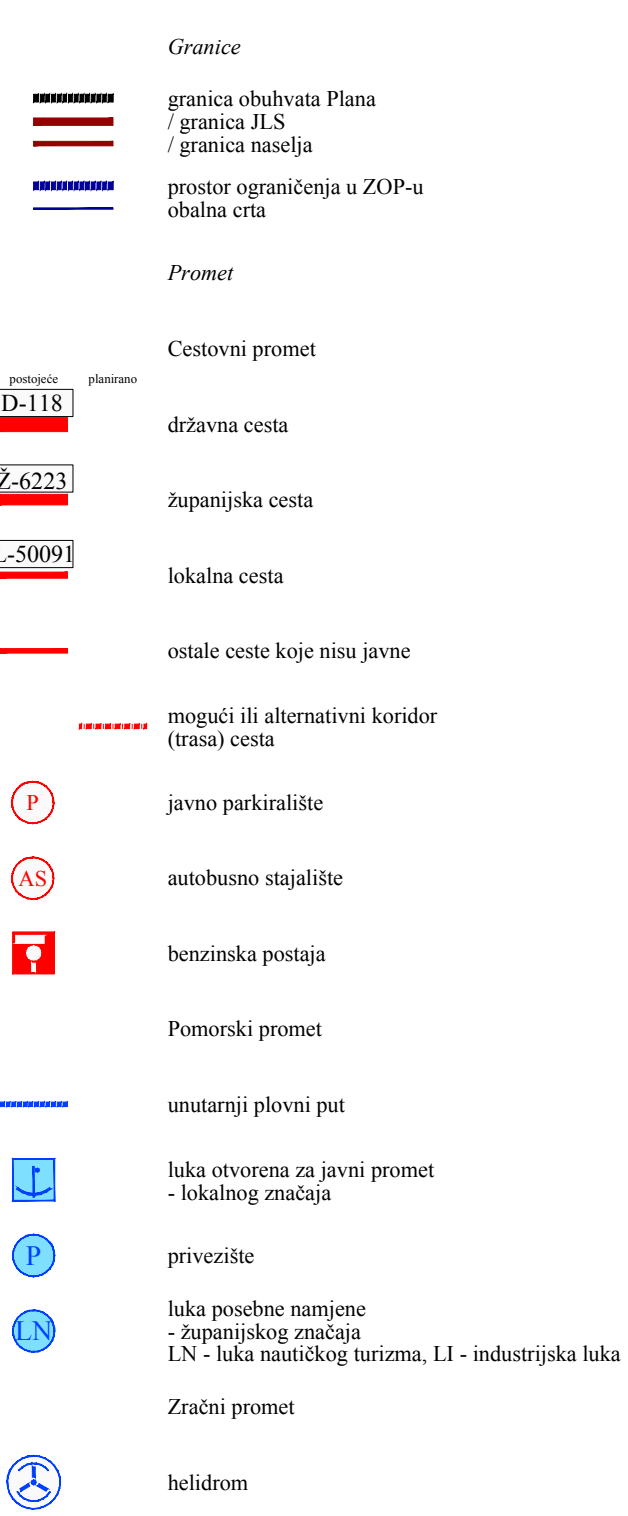 Granice
granica obuhvata Plana
/ granica JLS
/ granica naselja
prostor ograničenja u ZOP-u
obalna crta
Promet
Cestovni promet
postojeće planirano
D-118
državna cesta
Ž-6223
županijska cesta
L-50091
lokalna cesta
ostale ceste koje nisu javne
mogući ili alternativni koridor
(trasa) cesta
P javno parkiralište
AS autobusno stajalište
benzinska postaja
Pomorski promet
unutarnji plovni put
luka otvorena za javni promet
- lokalnog značaja
P privezište
luka posebne namjene
LN - županijskog značaja
LN - luka nautičkog turizma, LI - industrijska luka
Zračni promet
helidrom